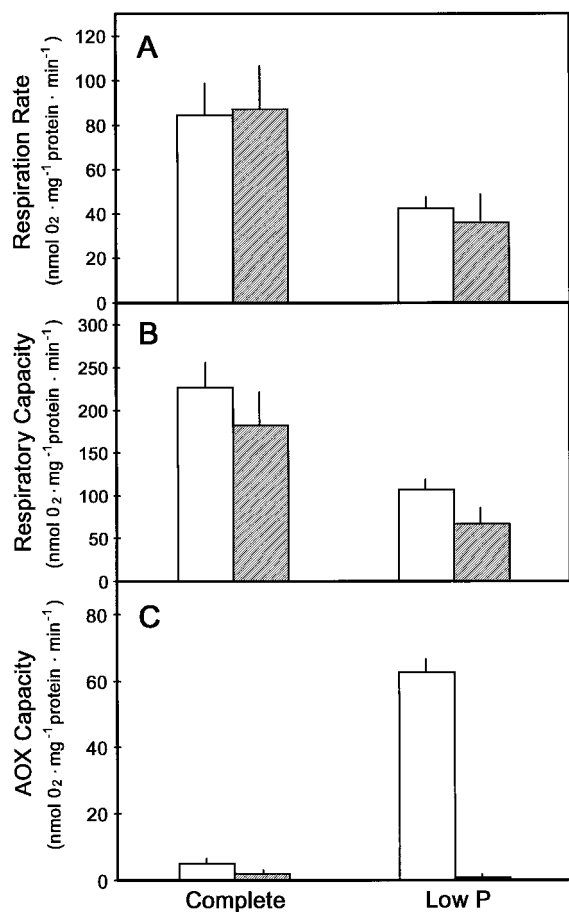 A
Respiration Rate
(nmol O₂ · mg⁻¹ protein · min⁻¹)
120
100
80
60
40
20
0
B
Respiratory Capacity
(nmol O₂ · mg⁻¹ protein · min⁻¹)
300
250
200
150
100
50
0
C
AOX Capacity
(nmol O₂ · mg⁻¹ protein · min⁻¹)
80
60
40
20
0
Complete Low P